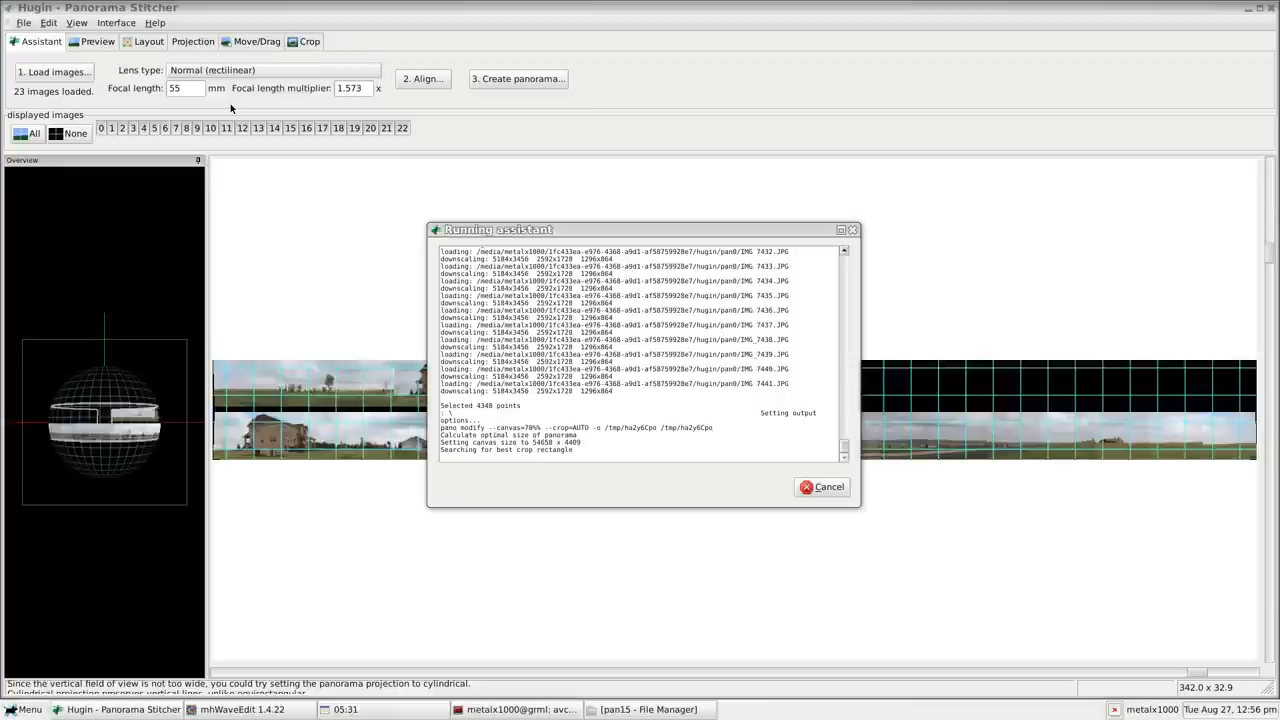 Hugin - Panorama Stitcher
File Edit View Interface Help
Assistant Preview Layout Projection Move/Drag Crop
1. Load images... Lens type: Normal (rectilinear) 2. Align... 3. Create panorama...
23 images loaded. Focal length: 55 mm Focal length multiplier: 1.573 x
displayed images
All None 0 1 2 3 4 5 6 7 8 9 10 11 12 13 14 15 16 17 18 19 20 21 22
Overview
Running assistant
loading: /media/metalx1000/1fc433ea-e976-4368-a9d1-af58759928e7/hugin/pan0/IMG_7432.JPG
downscaling: 5184x3456 2592x1728 1296x864
loading: /media/metalx1000/1fc433ea-e976-4368-a9d1-af58759928e7/hugin/pan0/IMG_7433.JPG
downscaling: 5184x3456 2592x1728 1296x864
loading: /media/metalx1000/1fc433ea-e976-4368-a9d1-af58759928e7/hugin/pan0/IMG_7434.JPG
downscaling: 5184x3456 2592x1728 1296x864
loading: /media/metalx1000/1fc433ea-e976-4368-a9d1-af58759928e7/hugin/pan0/IMG_7435.JPG
downscaling: 5184x3456 2592x1728 1296x864
loading: /media/metalx1000/1fc433ea-e976-4368-a9d1-af58759928e7/hugin/pan0/IMG_7436.JPG
downscaling: 5184x3456 2592x1728 1296x864
loading: /media/metalx1000/1fc433ea-e976-4368-a9d1-af58759928e7/hugin/pan0/IMG_7437.JPG
downscaling: 5184x3456 2592x1728 1296x864
loading: /media/metalx1000/1fc433ea-e976-4368-a9d1-af58759928e7/hugin/pan0/IMG_7438.JPG
downscaling: 5184x3456 2592x1728 1296x864
loading: /media/metalx1000/1fc433ea-e976-4368-a9d1-af58759928e7/hugin/pan0/IMG_7439.JPG
downscaling: 5184x3456 2592x1728 1296x864
loading: /media/metalx1000/1fc433ea-e976-4368-a9d1-af58759928e7/hugin/pan0/IMG_7440.JPG
downscaling: 5184x3456 2592x1728 1296x864
loading: /media/metalx1000/1fc433ea-e976-4368-a9d1-af58759928e7/hugin/pan0/IMG_7441.JPG
downscaling: 5184x3456 2592x1728 1296x864
Selected 4348 points
: \ Setting output
options...
pano_modify --canvas=70%% --crop=AUTO -o /tmp/ha2y6Cpo /tmp/ha2y6Cpo
Calculate optimal size of panorama
Setting canvas size to 54658 x 4409
Searching for best crop rectangle
Cancel
Since the vertical field of view is not too wide, you could try setting the panorama projection to cylindrical.
Cylindrical projection preserves vertical lines, unlike equirectangular.
342.0 x 32.9
Menu Hugin - Panorama Stitcher mhWaveEdit 1.4.22 05:31 metalx1000@grml: avc... [pan15 - File Manager] metalx1000 Tue Aug 27, 12:56 pm